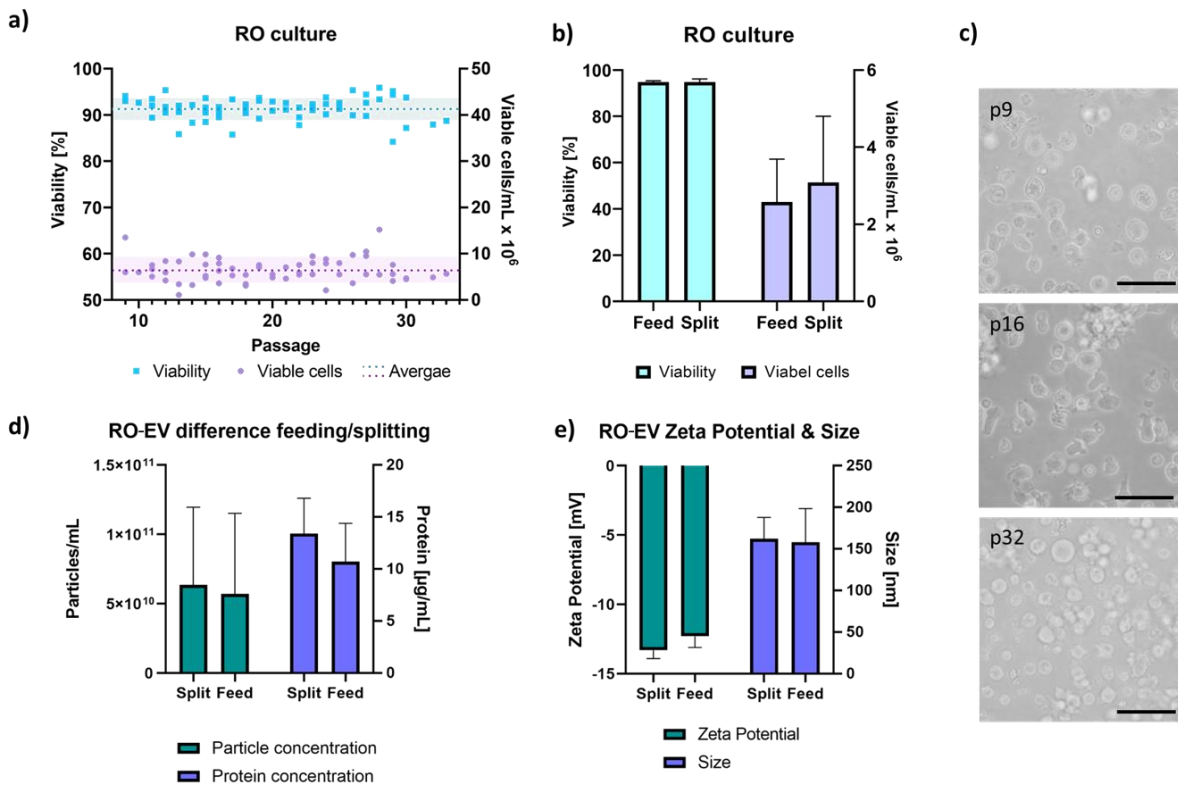 a)
RO culture
Viability [%]
100
90
80
70
60
50
50
40
30
20
10
0
Viable cells/mL x 10⁶
10
20
30
Passage
Viability
Viable cells
Avergae
b)
RO culture
Viability [%]
100
80
60
40
20
0
6
4
2
0
Viable cells/mL x 10⁶
Feed Split
Feed Split
Viability
Viabel cells
c)
p9
p16
p32
d)
RO-EV difference feeding/splitting
Particles/mL
1.5×10¹¹
1×10¹¹
5×10¹⁰
0
20
15
10
5
0
Protein [µg/mL]
Split Feed
Split Feed
Particle concentration
Protein concentration
e)
RO-EV Zeta Potential & Size
Zeta Potential [mV]
0
-5
-10
-15
250
200
150
100
50
0
Size [nm]
Split Feed
Split Feed
Zeta Potential
Size